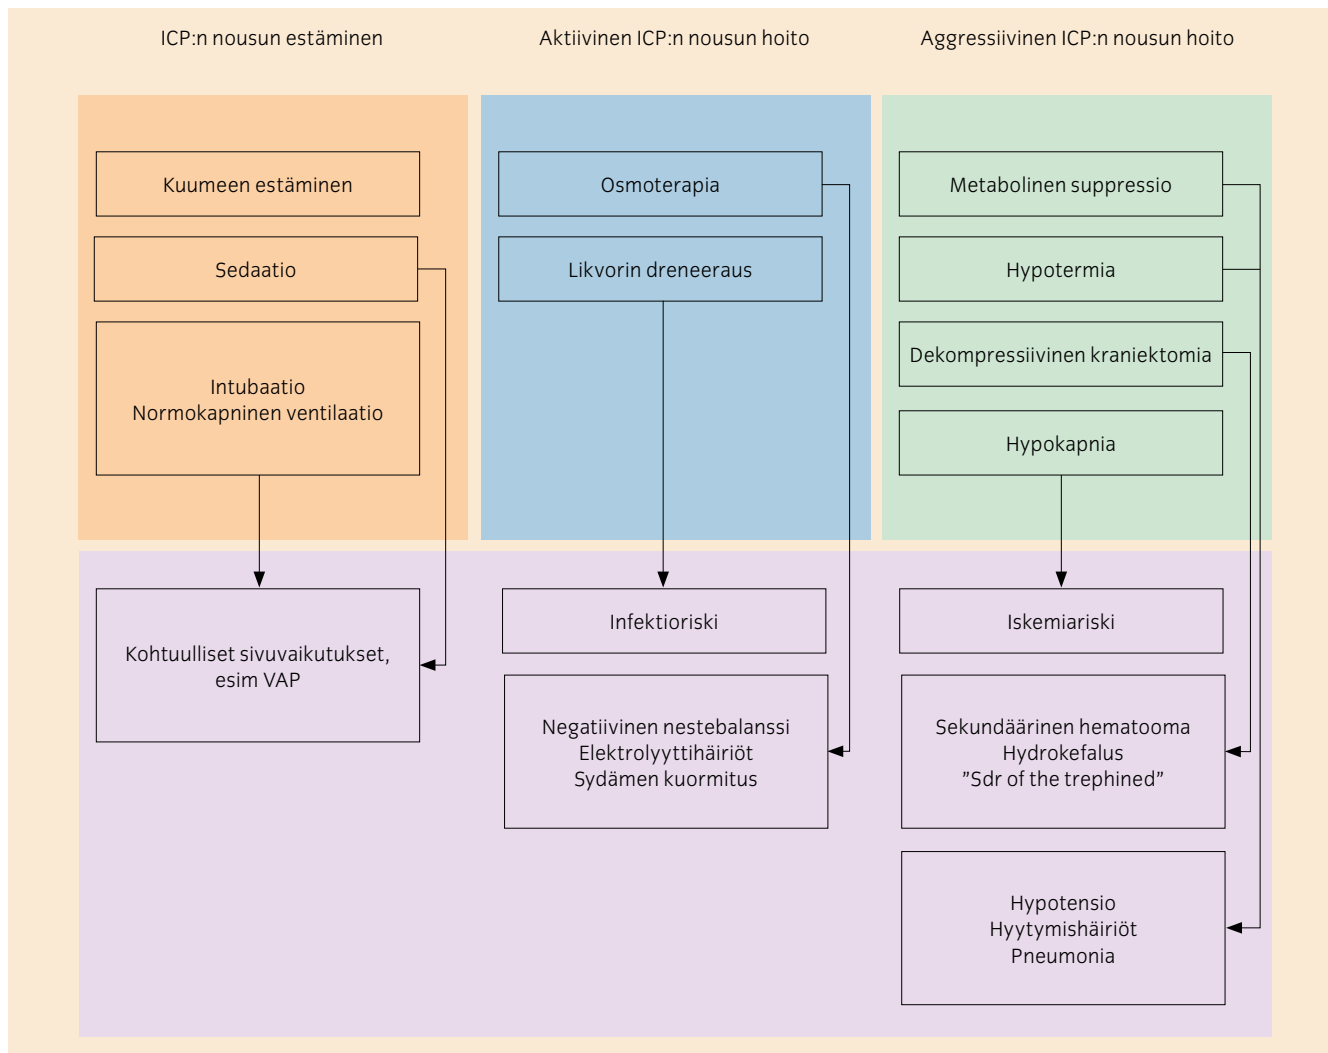 ICP:n nousun estäminen
Aktiivinen ICP:n nousun hoito
Aggressiivinen ICP:n nousun hoito
Kuumeen estäminen
Sedaatio
Intubaatio
Normokapninen ventilaatio
Osmoterapia
Likvorin dreneeraus
Metabolinen suppressio
Hypotermia
Dekompressiivinen kraniektomia
Hypokapnia
Kohtuulliset sivuvaikutukset,
esim VAP
Infektioriski
Negatiivinen nestebalanssi
Elektrolyyttihäiriöt
Sydämen kuormitus
Iskemiariski
Sekundäärinen hematooma
Hydrokefalus
”Sdr of the trephined”
Hypotensio
Hyytymishäiriöt
Pneumonia